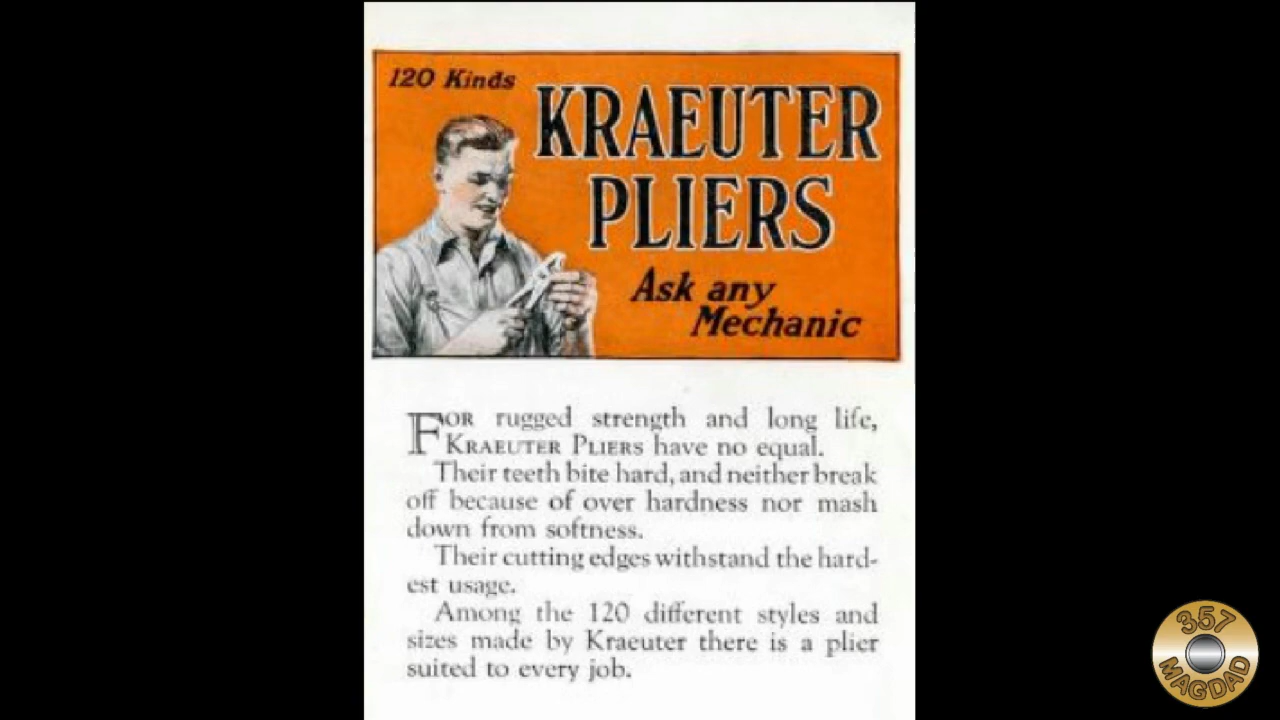 120 Kinds
KRAEUTER
PLIERS
Ask any
Mechanic
FOR rugged strength and long life,
KRAEUTER PLIERS have no equal.
Their teeth bite hard, and neither break
off because of over hardness nor mash
down from softness.
Their cutting edges withstand the hard-
est usage.
Among the 120 different styles and
sizes made by Kraeuter there is a plier
suited to every job.
357
MAGDAD